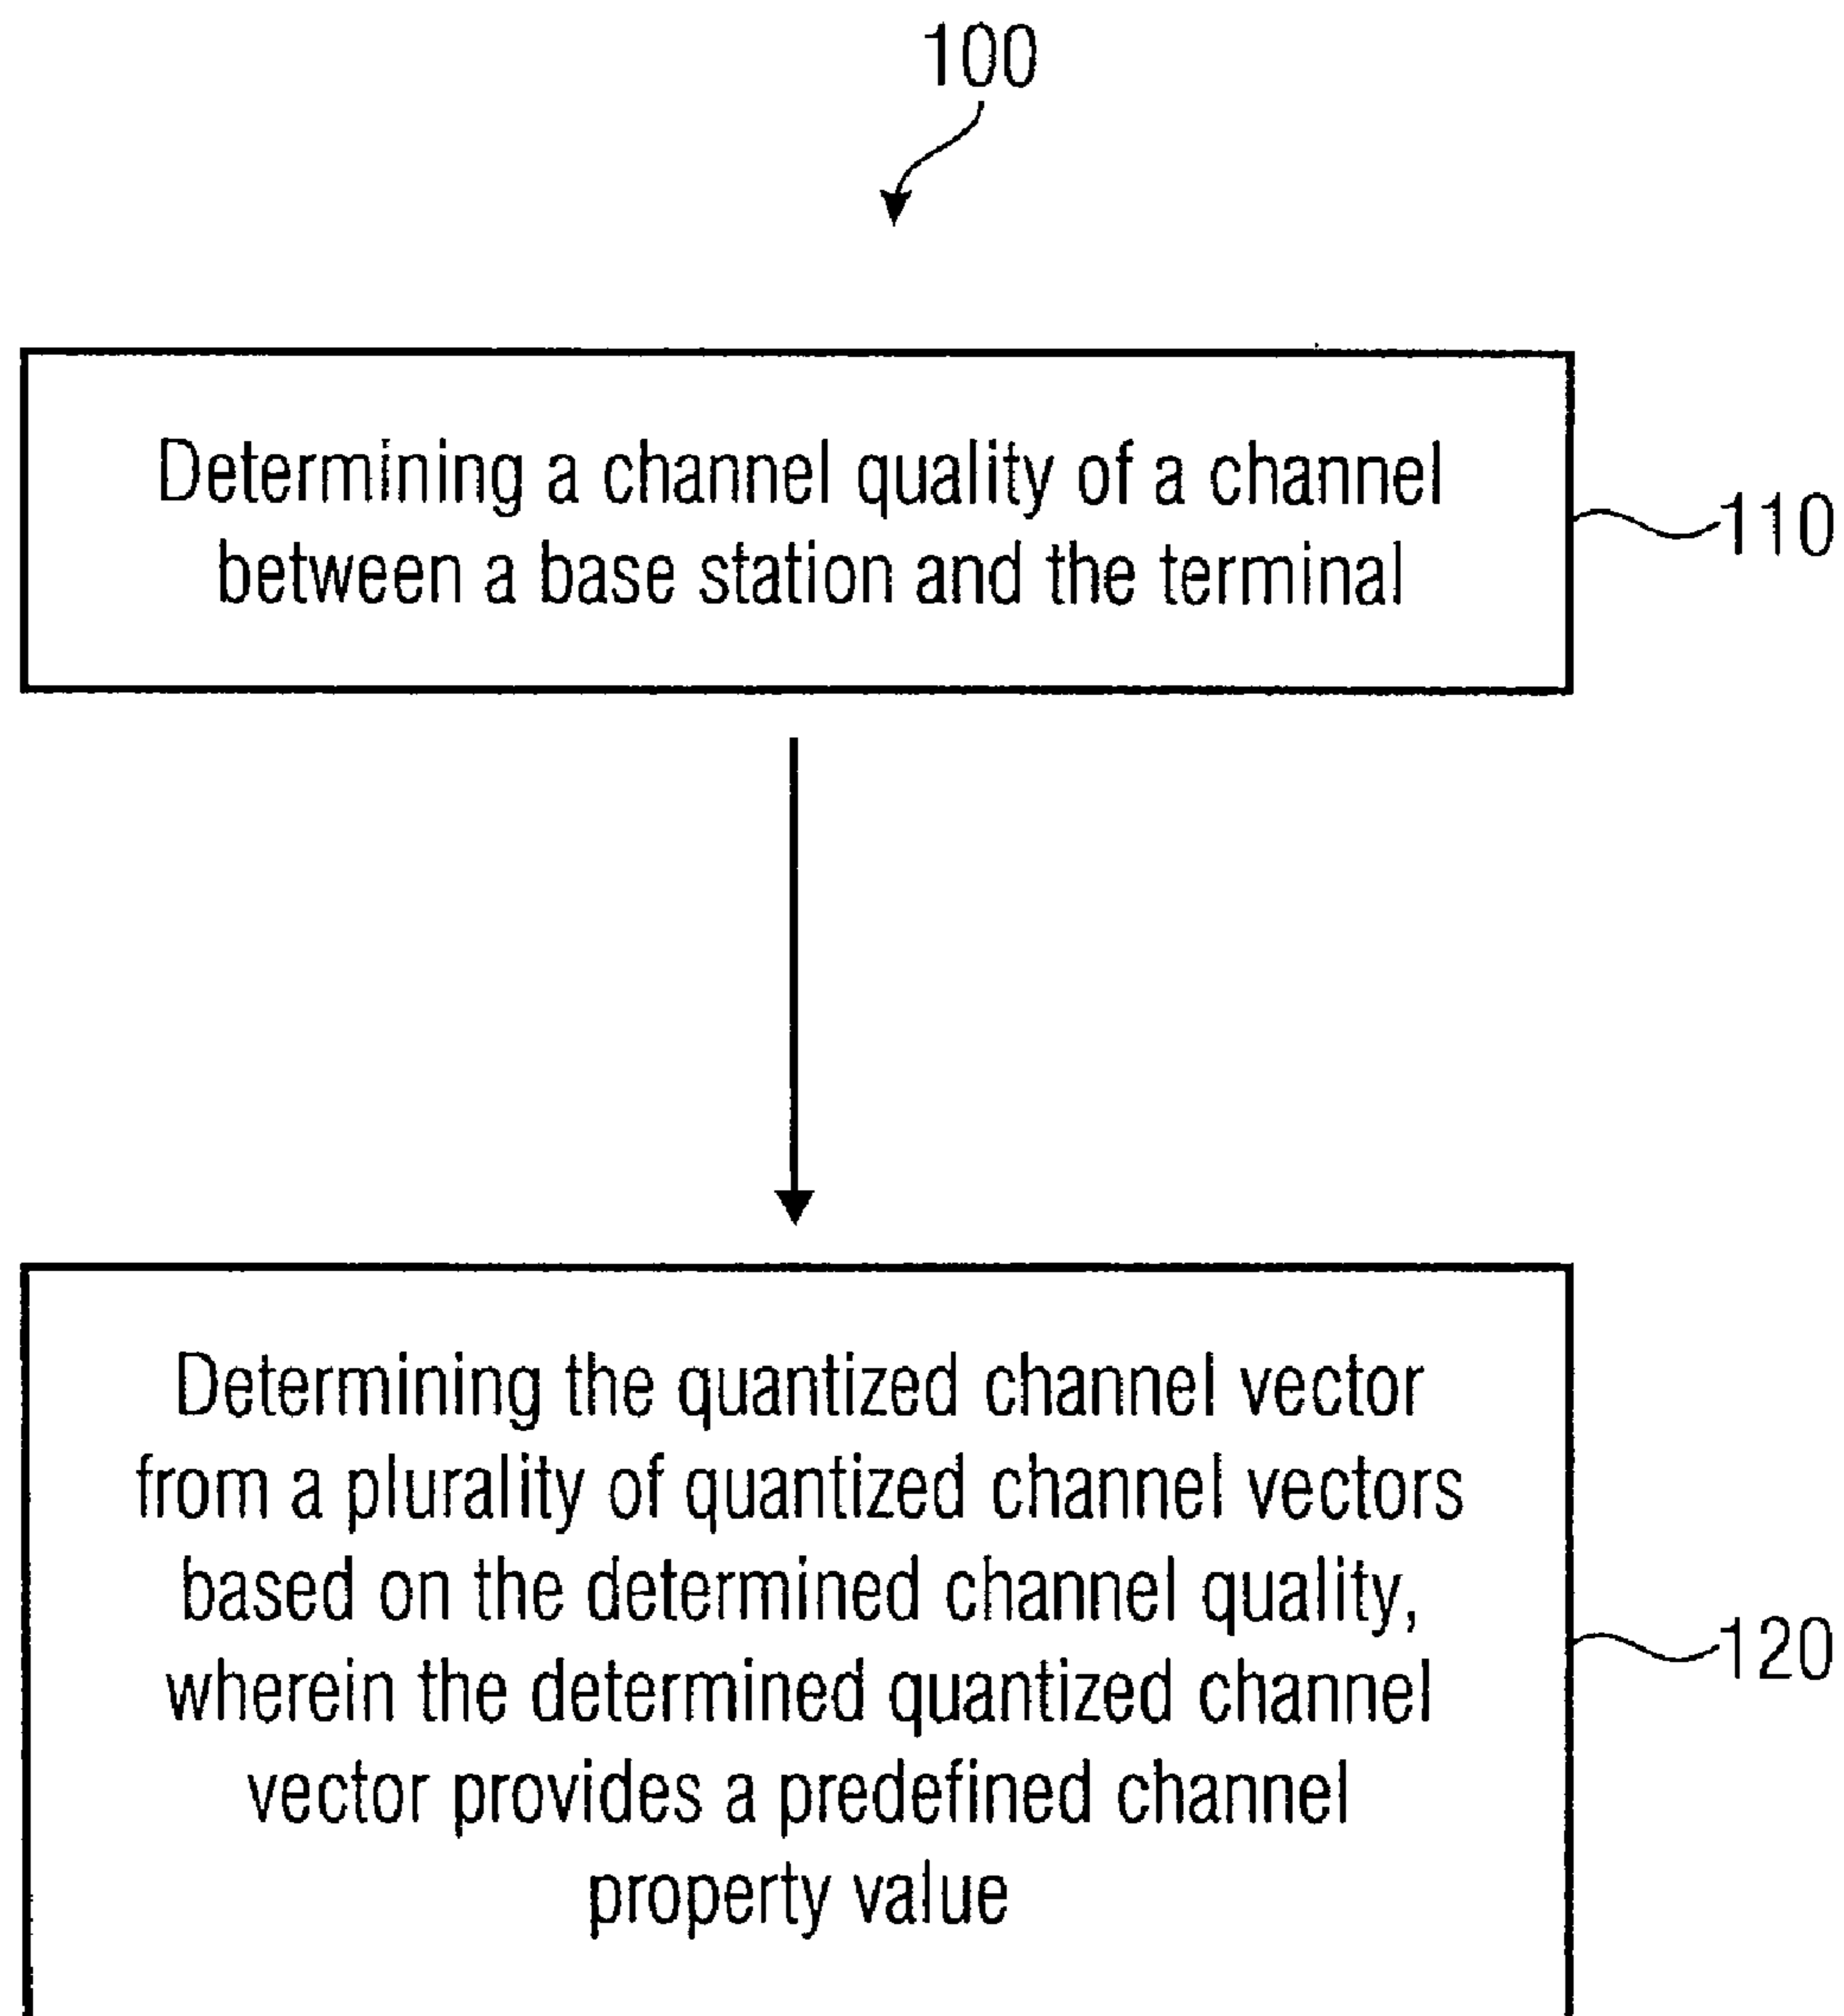 100
Determining a channel quality of a channel
between a base station and the terminal
110
Determining the quantized channel vector
from a plurality of quantized channel vectors
based on the determined channel quality,
wherein the determined quantized channel
vector provides a predefined channel
property value
120